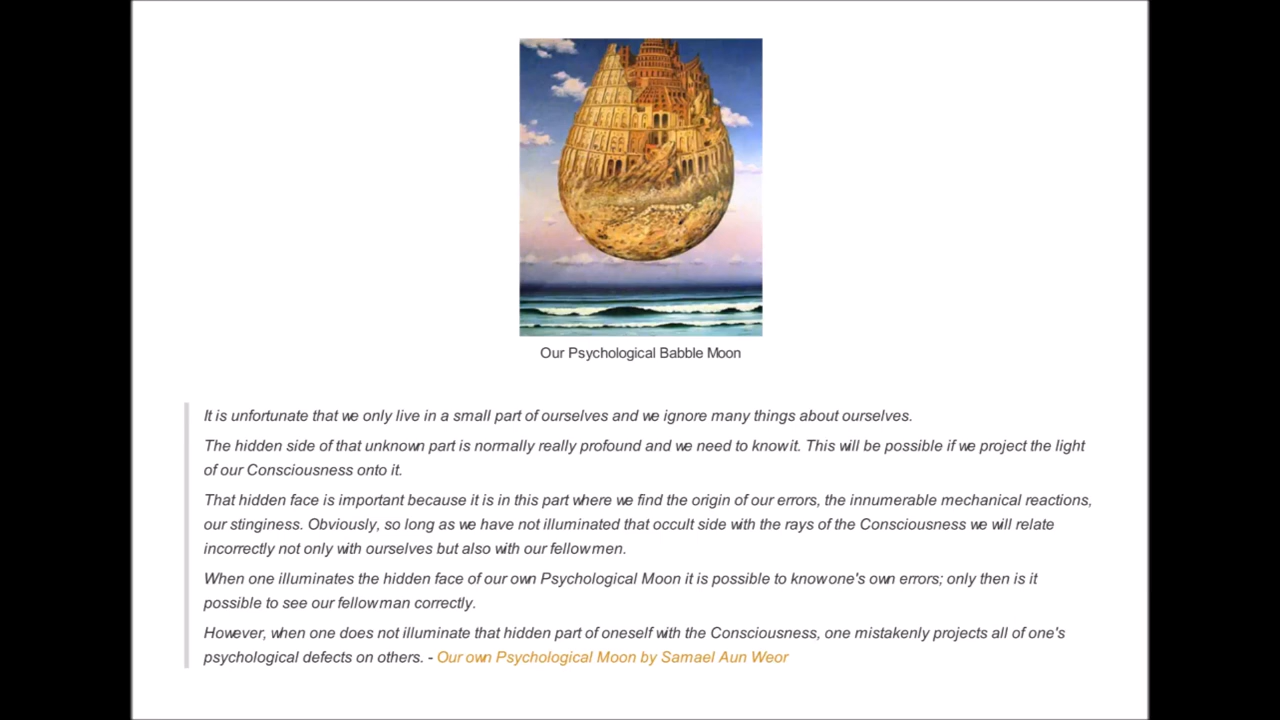 Our Psychological Babble Moon
It is unfortunate that we only live in a small part of ourselves and we ignore many things about ourselves.
The hidden side of that unknown part is normally really profound and we need to know it. This will be possible if we project the light
of our Consciousness onto it.
That hidden face is important because it is in this part where we find the origin of our errors, the innumerable mechanical reactions,
our stinginess. Obviously, so long as we have not illuminated that occult side with the rays of the Consciousness we will relate
incorrectly not only with ourselves but also with our fellowmen.
When one illuminates the hidden face of our own Psychological Moon it is possible to know one's own errors; only then is it
possible to see our fellowman correctly.
However, when one does not illuminate that hidden part of oneself with the Consciousness, one mistakenly projects all of one's
psychological defects on others. - Our own Psychological Moon by Samael Aun Weor